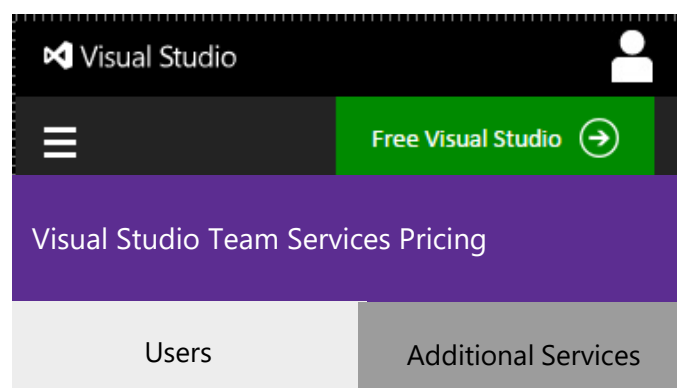 Visual Studio
Free Visual Studio
Visual Studio Team Services Pricing
Users
Additional Services